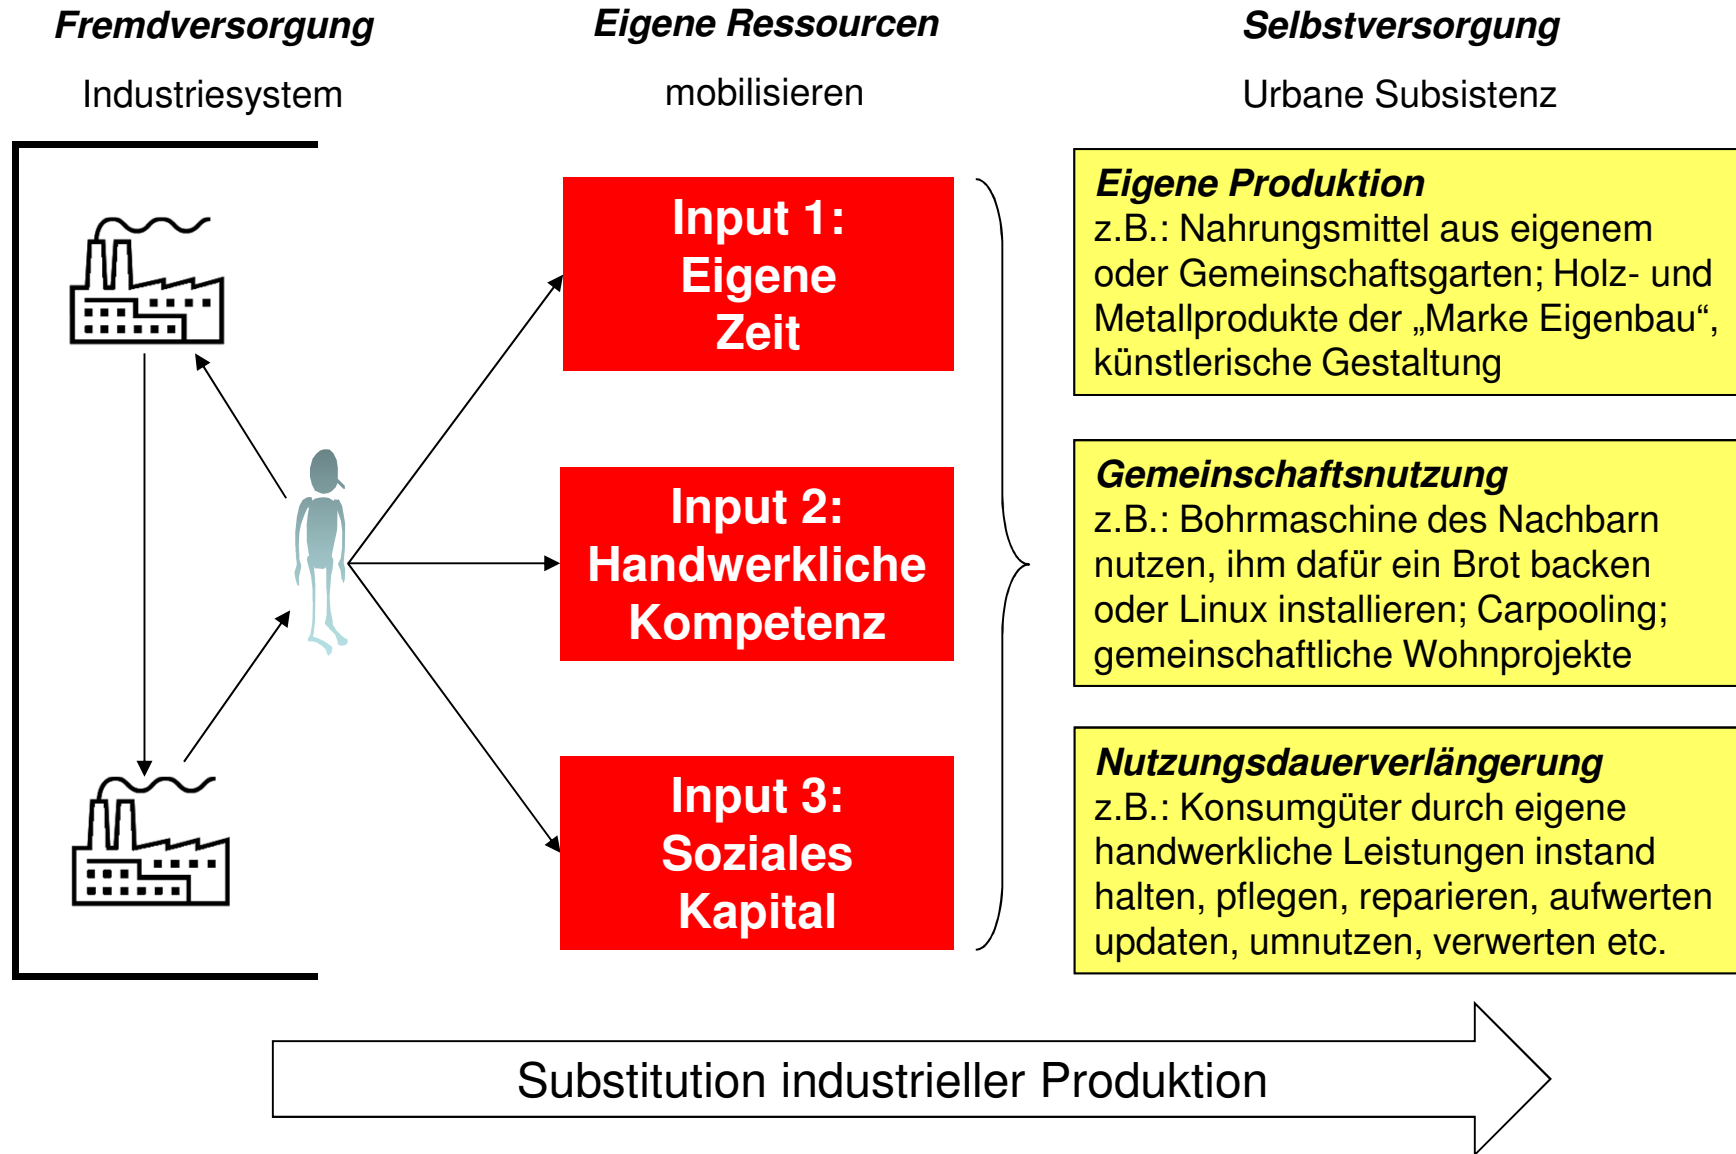 Fremdversorgung
Industriesystem
Eigene Ressourcen
mobilisieren
Selbstversorgung
Urbane Subsistenz
Input 1:
Eigene
Zeit
Input 2:
Handwerkliche
Kompetenz
Input 3:
Soziales
Kapital
Eigene Produktion
z.B.: Nahrungsmittel aus eigenem
oder Gemeinschaftsgarten; Holz- und
Metallprodukte der „Marke Eigenbau“,
künstlerische Gestaltung
Gemeinschaftsnutzung
z.B.: Bohrmaschine des Nachbarn
nutzen, ihm dafür ein Brot backen
oder Linux installieren; Carpooling;
gemeinschaftliche Wohnprojekte
Nutzungsdauerverlängerung
z.B.: Konsumgüter durch eigene
handwerkliche Leistungen instand
halten, pflegen, reparieren, aufwerten
updaten, umnutzen, verwerten etc.
Substitution industrieller Produktion